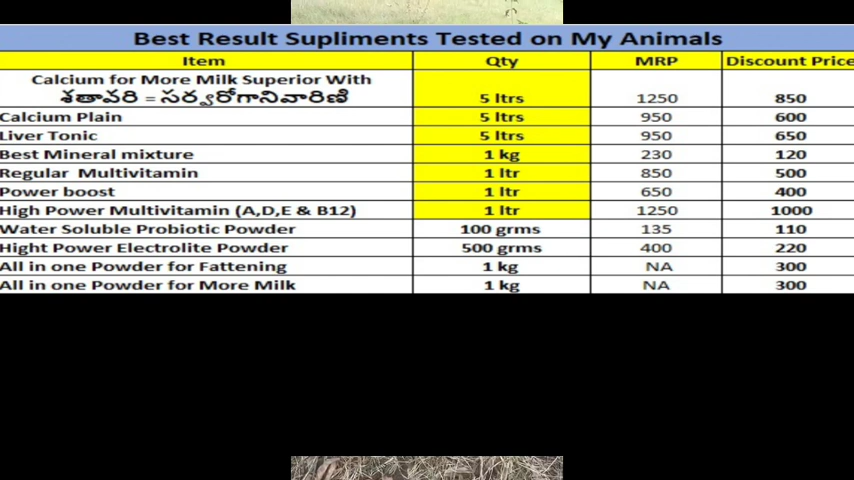 Best Result Supliments Tested on My Animals
Item Qty MRP Discount Price
Calcium for More Milk Superior With
శతావరి = సర్వరోగానివారిణి 5 ltrs 1250 850
Calcium Plain 5 ltrs 950 600
Liver Tonic 5 ltrs 950 650
Best Mineral mixture 1 kg 230 120
Regular Multivitamin 1 ltr 850 500
Power boost 1 ltr 650 400
High Power Multivitamin (A,D,E & B12) 1 ltr 1250 1000
Water Soluble Probiotic Powder 100 grms 135 110
Hight Power Electrolite Powder 500 grms 400 220
All in one Powder for Fattening 1 kg NA 300
All in one Powder for More Milk 1 kg NA 300